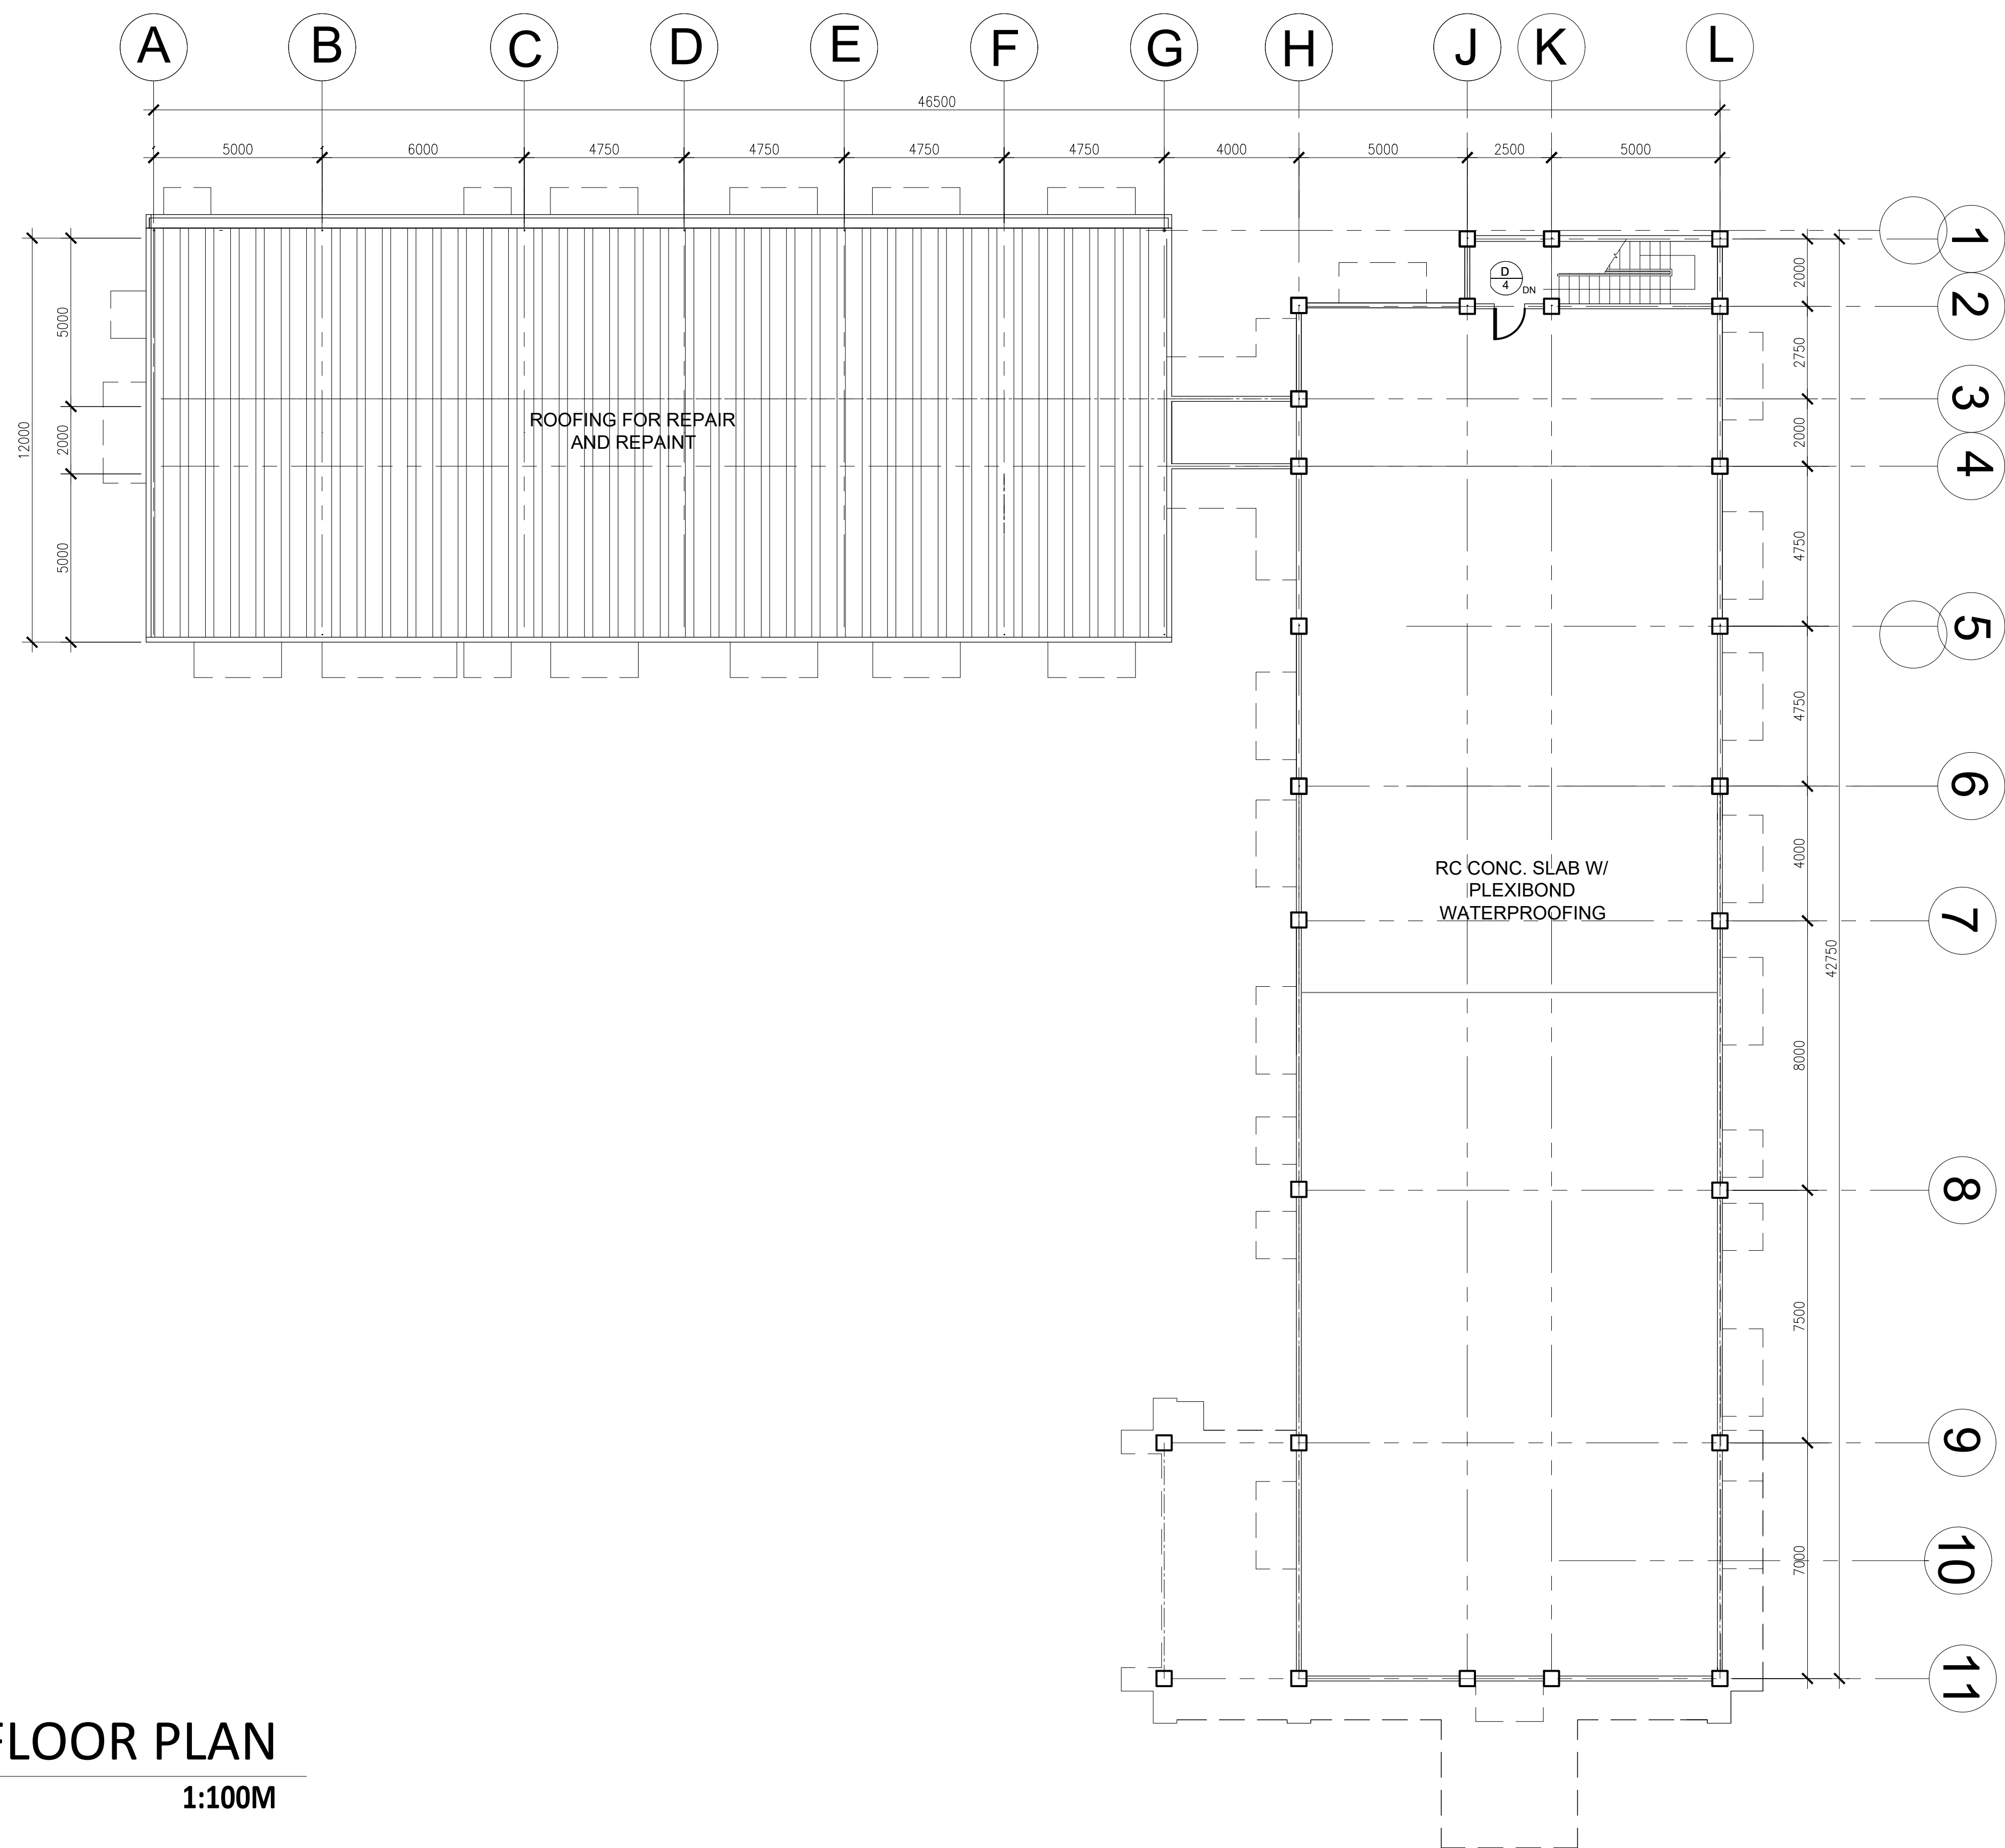 A B C D E F G H J K L
46500
5000 6000 4750 4750 4750 4750 4000 5000 2500 5000
1
2000
2
2750
3
2000
4
4750
5
4750
6
4000
7
8000
8
7500
9
7000
10
11
42750
12000
5000
2000
5000
ROOFING FOR REPAIR
AND REPAINT
D
4
DN
RC CONC. SLAB W/
PLEXIBOND
WATERPROOFING
FLOOR PLAN
1:100M